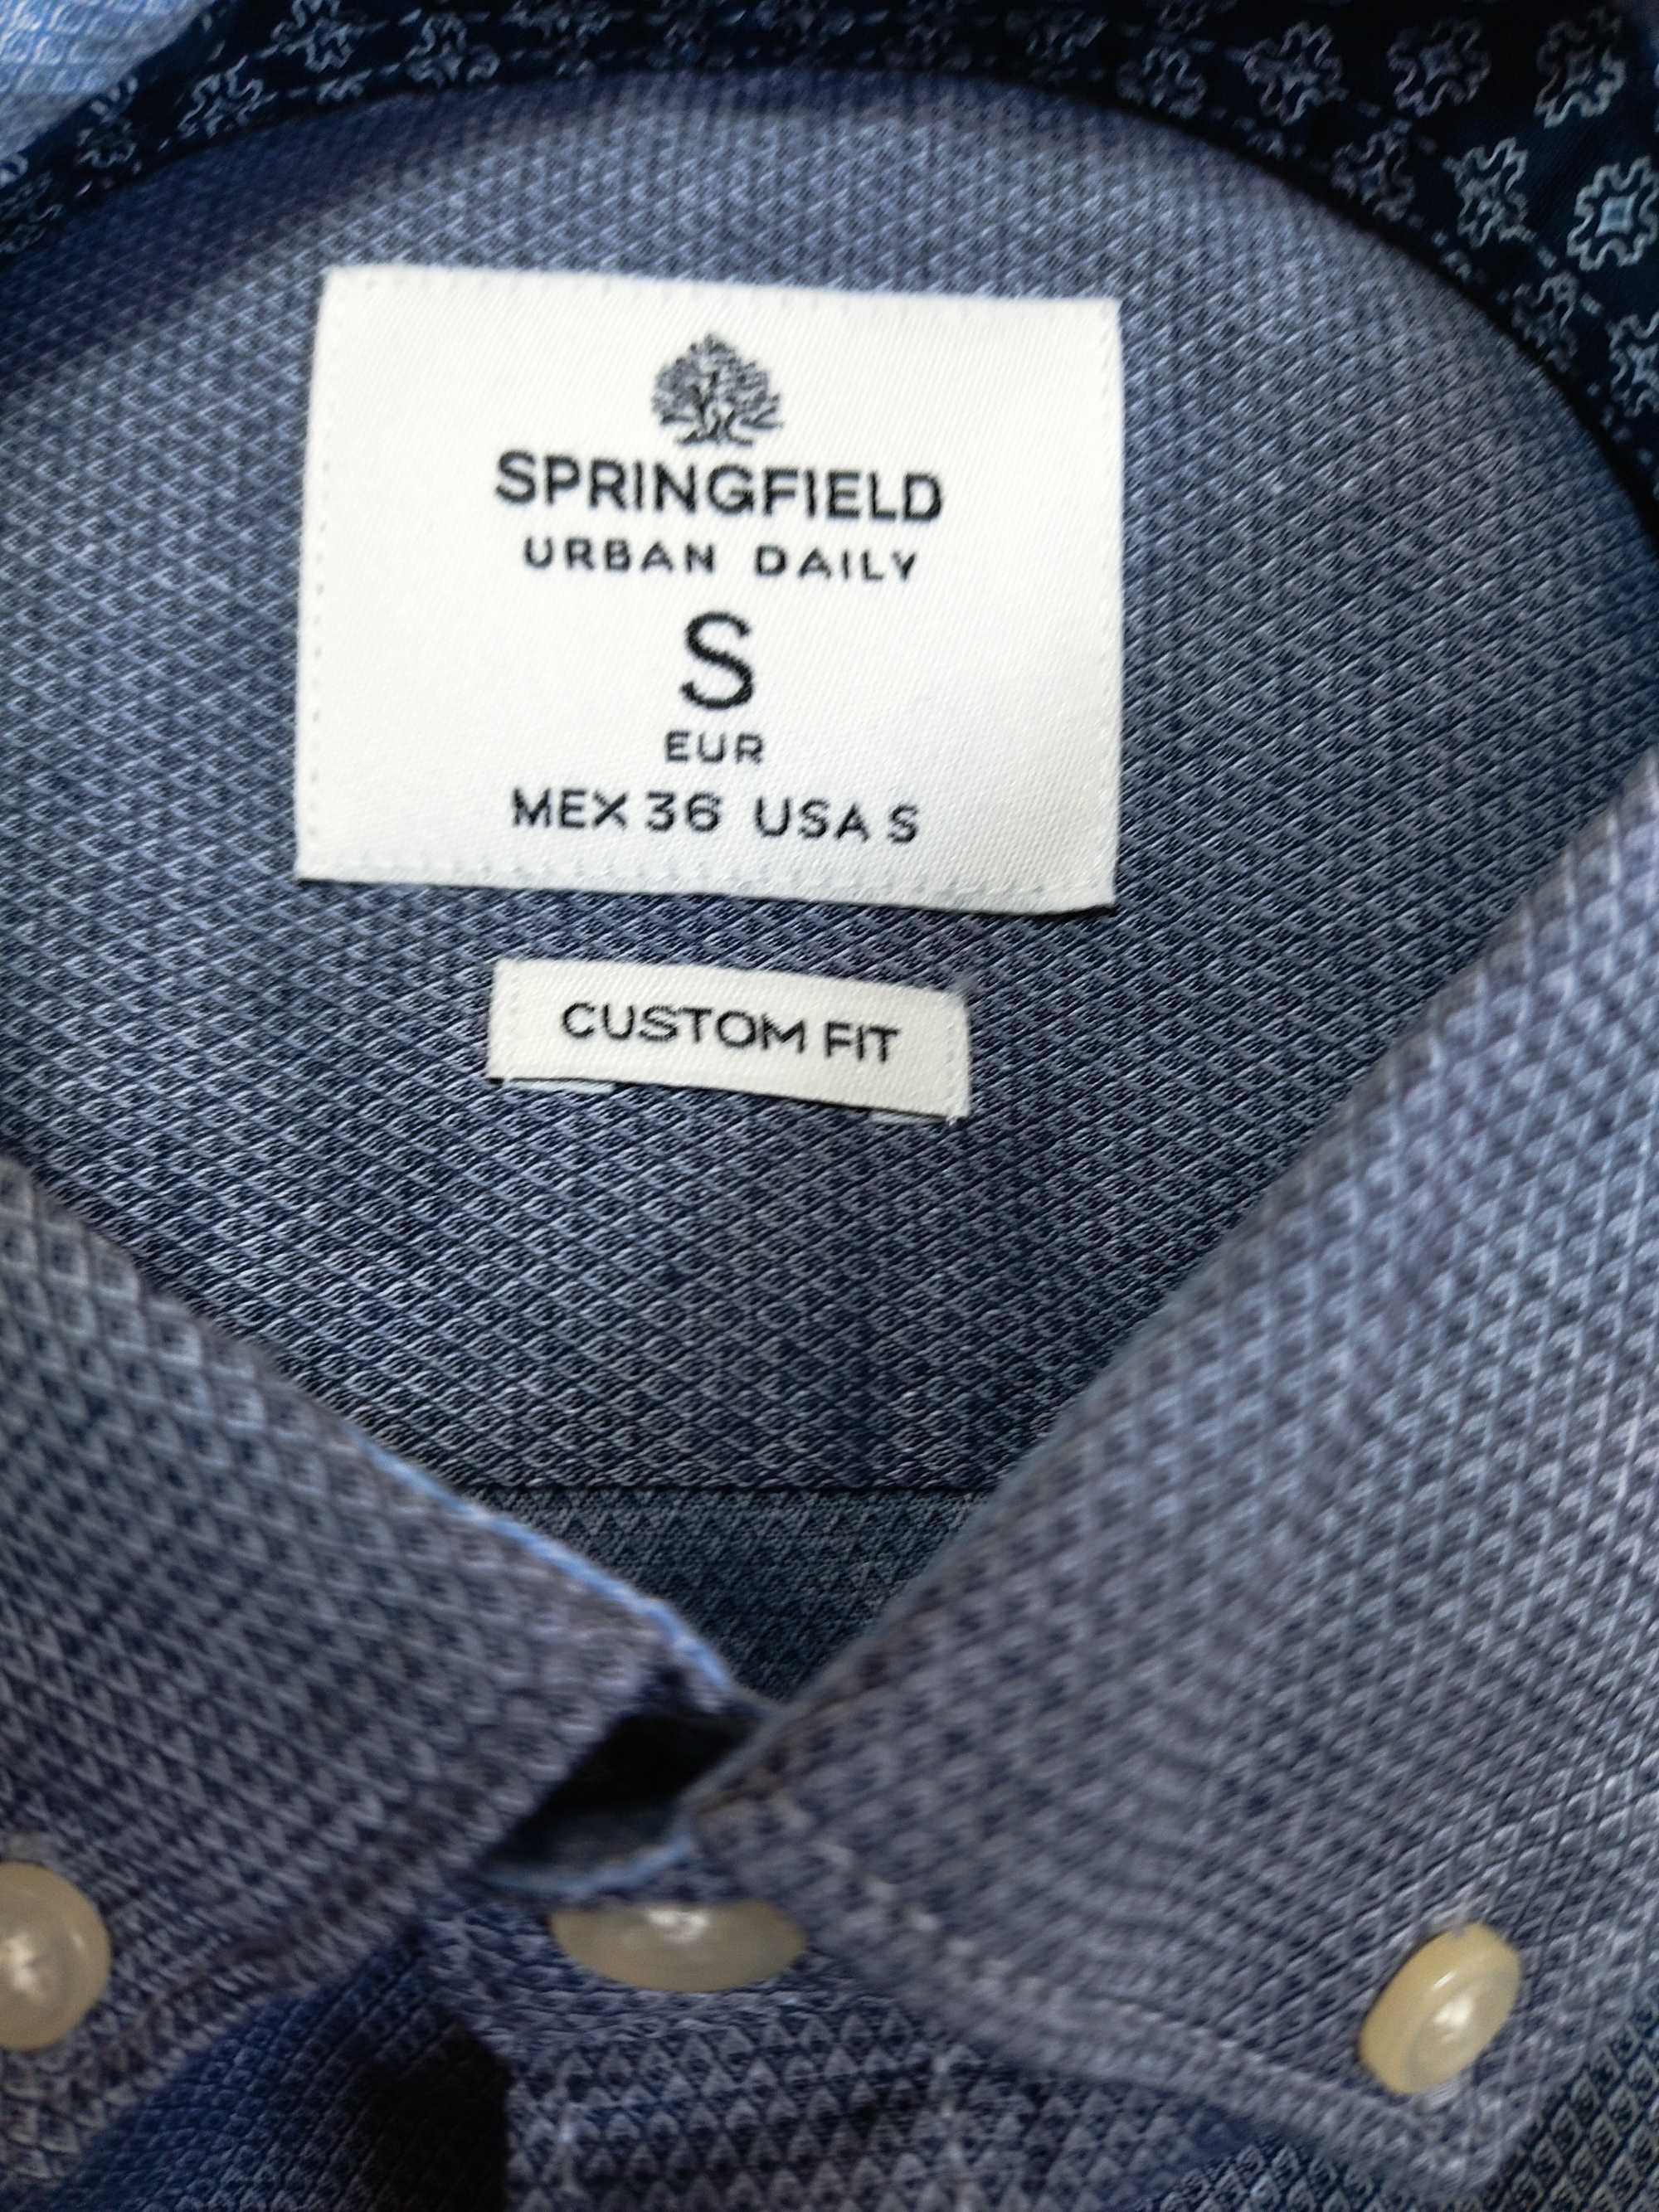 SPRINGFIELD
URBAN DAILY
S
EUR
MEX 36 USA S
CUSTOM FIT